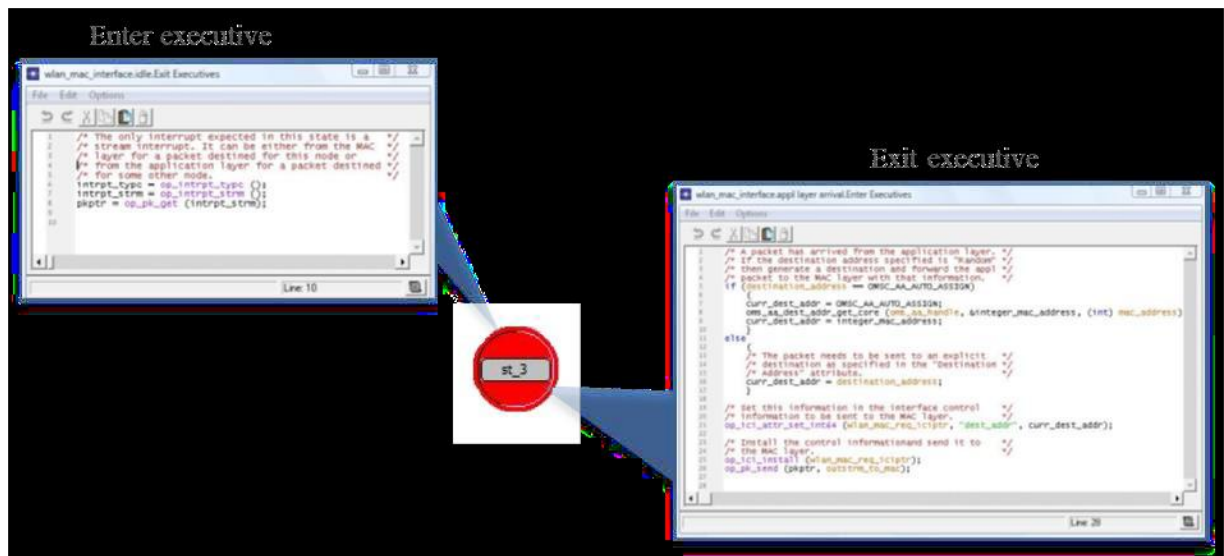 Enter executive
wlan_mac_interface.idle.Exit Executives
File Edit Options
/* The only interrupt expected in this state is a */
/* stream interrupt. It can be either from the MAC */
/* layer for a packet destined for this node or */
/* from the application layer for a packet destined */
/* for some other node. */
intrpt_type = op_intrpt_type ();
intrpt_strm = op_intrpt_strm ();
pkptr = op_pk_get (intrpt_strm);
Line: 10
Exit executive
wlan_mac_interface.appl layer arrival.Enter Executives
File Edit Options
/* A packet has arrived from the application layer. */
/* If the destination address specified is "Random" */
/* then generate a destination and forward the appl */
/* packet to the MAC layer with that information. */
if (destination_address == OMSC_AA_AUTO_ASSIGN)
{
curr_dest_addr = OMSC_AA_AUTO_ASSIGN;
oms_aa_dest_addr_get_core (oms_aa_handle, &integer_mac_address, (int) mac_address)
curr_dest_addr = integer_mac_address;
}
else
{
/* The packet needs to be sent to an explicit */
/* destination as specified in the "Destination */
/* Address" attribute. */
curr_dest_addr = destination_address;
}
/* Set this information in the interface control */
/* information to be sent to the MAC layer. */
op_ici_attr_set_int64 (wlan_mac_req_iciptr, "dest_addr", curr_dest_addr);
/* Install the control informationand send it to */
/* the MAC layer. */
op_ici_install (wlan_mac_req_iciptr);
op_pk_send (pkptr, outstrm_to_mac);
Line: 28
st_3